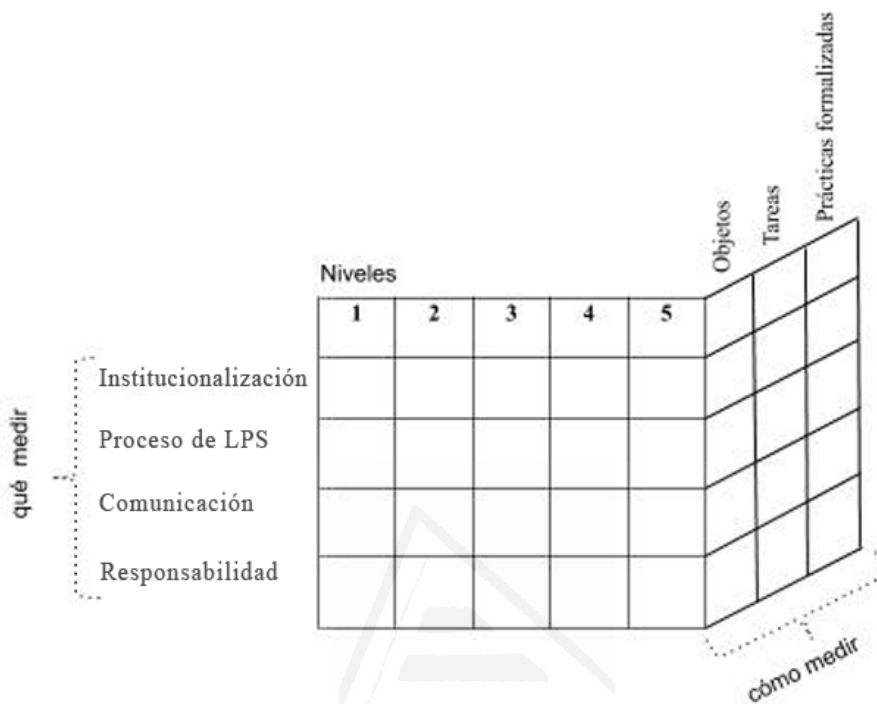 Niveles
1 2 3 4 5
Objetos
Tareas
Prácticas formalizadas
qué medir
Institucionalización
Proceso de LPS
Comunicación
Responsabilidad
cómo medir